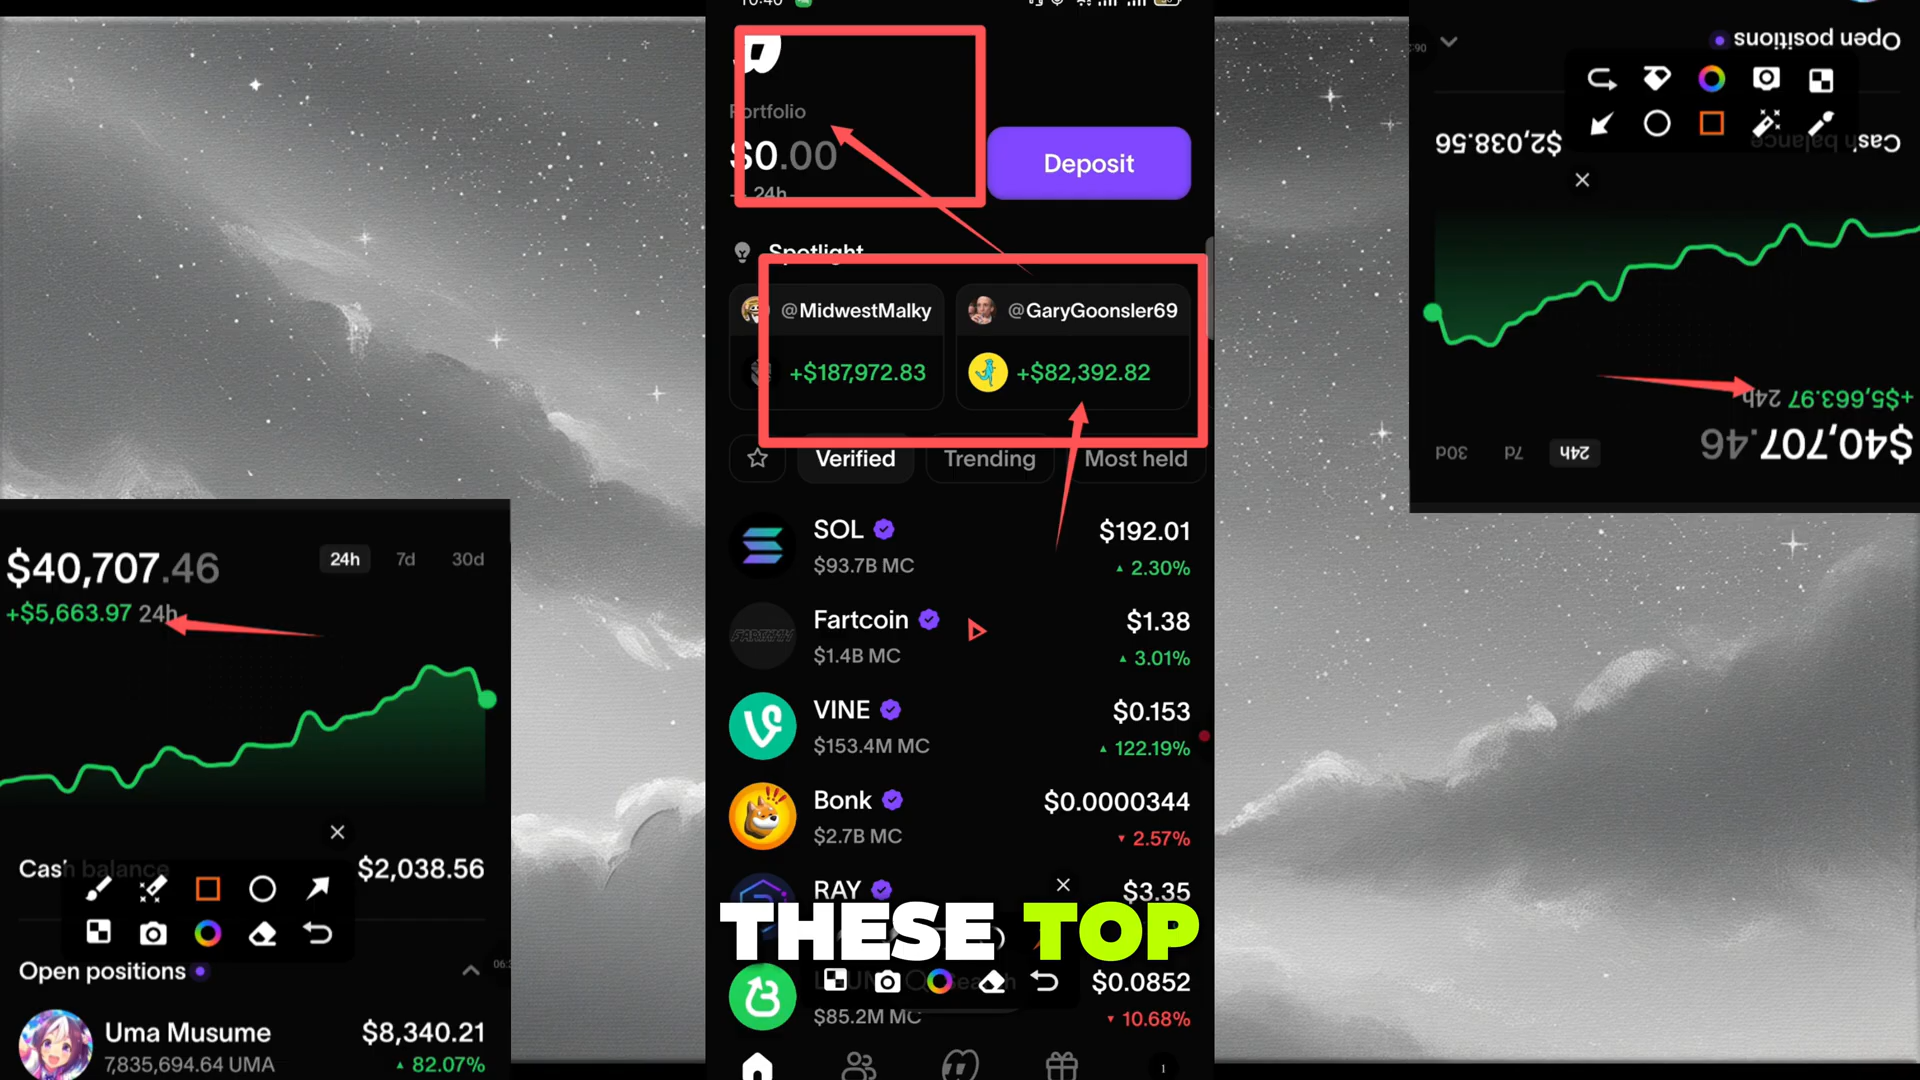 10:40
Portfolio
$0.00
24h
Deposit
Spotlight
@MidwestMalky
+$187,972.83
@GaryGoonsler69
+$82,392.82
Verified
Trending
Most held
SOL
$93.7B MC
$192.01
2.30%
Fartcoin
$1.4B MC
$1.38
3.01%
VINE
$153.4M MC
$0.153
122.19%
Bonk
$2.7B MC
$0.0000344
2.57%
RAY
$3.35
THESE TOP
$85.2M MC
$0.0852
10.68%
$40,707.46
24h
7d
30d
+$5,663.97 24h
Cash balance
$2,038.56
Open positions
Uma Musume
7,835,694.64 UMA
$8,340.21
82.07%
Open positions
Cash balance
$2,038.56
+$5,663.97 24h
$40,707.46
24h
7d
30d